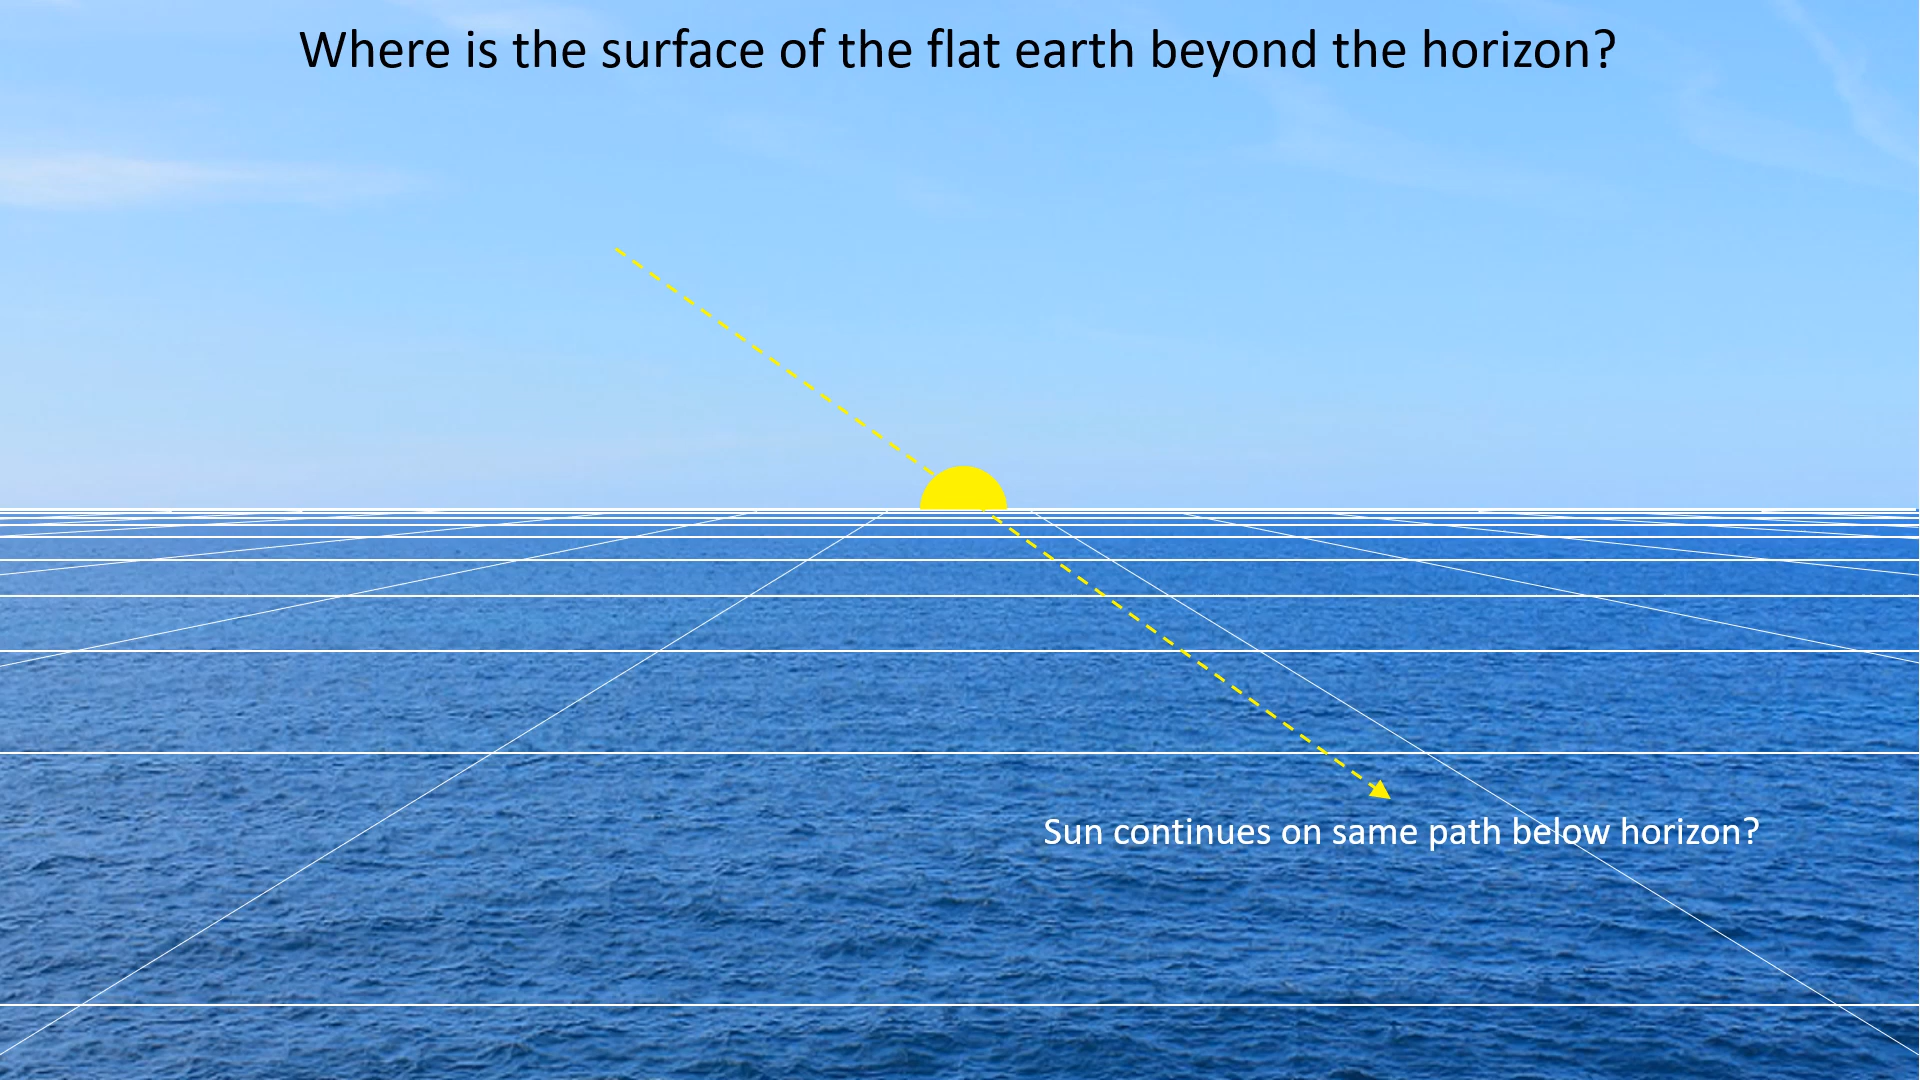 Where is the surface of the flat earth beyond the horizon?
Sun continues on same path below horizon?